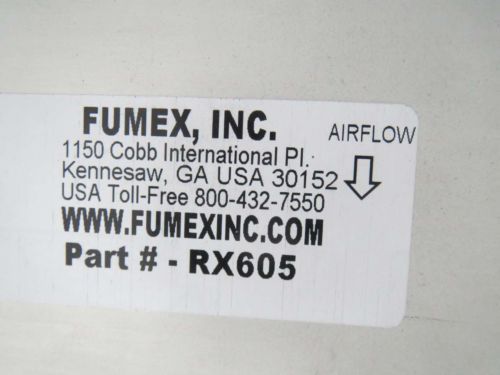 FUMEX, INC.
AIRFLOW
1150 Cobb International Pl.
Kennesaw, GA USA 30152
USA Toll-Free 800-432-7550
WWW.FUMEXINC.COM
Part # - RX605